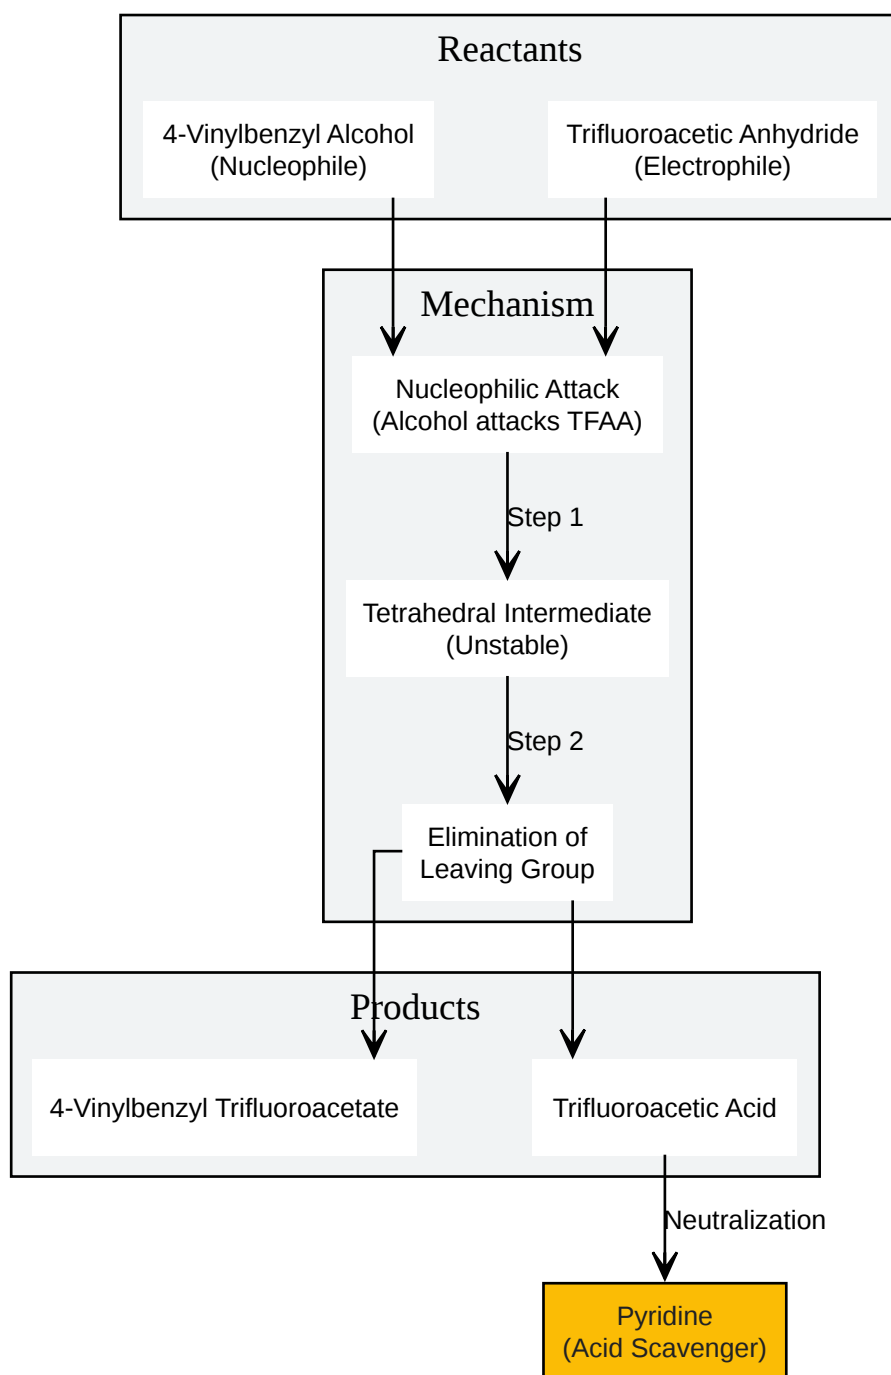 Reactants
4-Vinylbenzyl Alcohol
(Nucleophile)
Trifluoroacetic Anhydride
(Electrophile)
Mechanism
Nucleophilic Attack
(Alcohol attacks TFAA)
Step 1
Tetrahedral Intermediate
(Unstable)
Step 2
Elimination of
Leaving Group
Products
4-Vinylbenzyl Trifluoroacetate
Trifluoroacetic Acid
Neutralization
Pyridine
(Acid Scavenger)